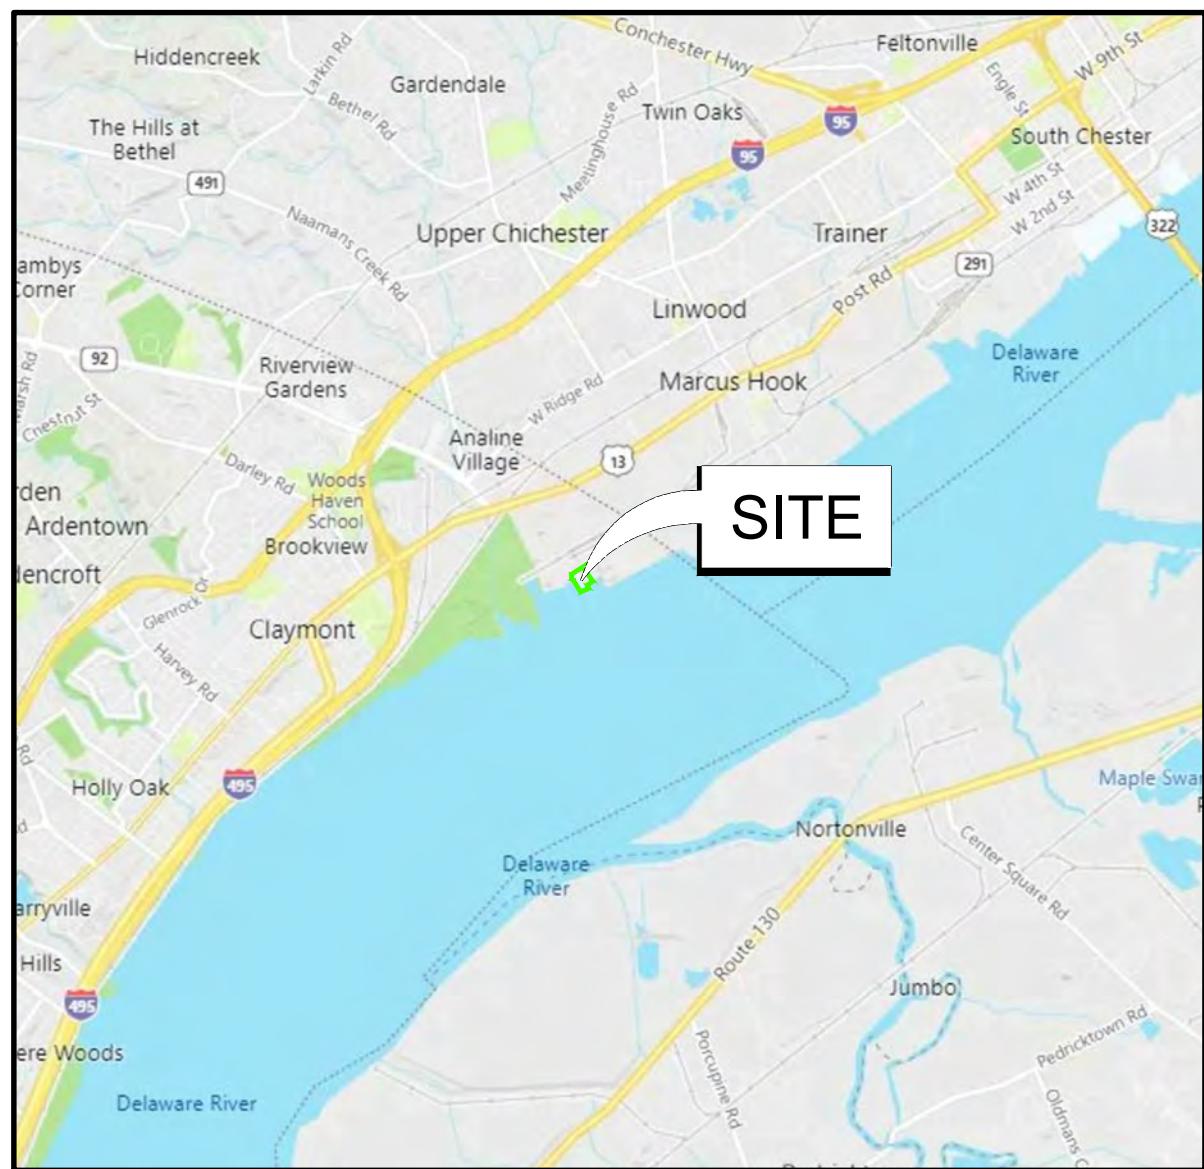 Conchester Hwy
Feltonville
W 9th St
Hiddencreek
Larkin Rd
Gardendale
Engle St
Bethel Rd
Meetinghouse Rd
Twin Oaks
95
The Hills at
Bethel
95
South Chester
W 4th St
491
W 2nd St
Naamans Creek Rd
Upper Chichester
Trainer
322
ambys
Corner
291
Post Rd
Linwood
Delaware
River
92
Riverview
Gardens
Marsh Rd
Marcus Hook
W Ridge Rd
Chestnut St
Analine
Village
13
Darley Rd
Woods
Haven
School
rden
Ardentown
SITE
Brookview
dencroft
Glenrock Dr
Claymont
Harvey Rd
Rd
495
Holly Oak
Maple Swa
Nortonville
Center Square Rd
Delaware
River
arryville
Route 130
Hills
Jumbo
495
Pedricktown Rd
ere Woods
Porcupine Rd
Delaware River
Oldmans C